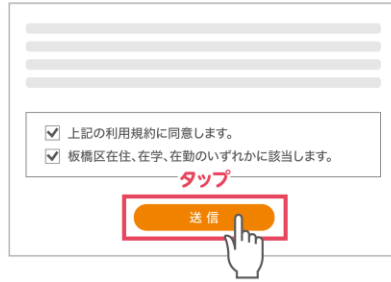 上記の利用規約に同意します。
板橋区在住、在学、在勤のいずれかに該当します。
タップ
送信